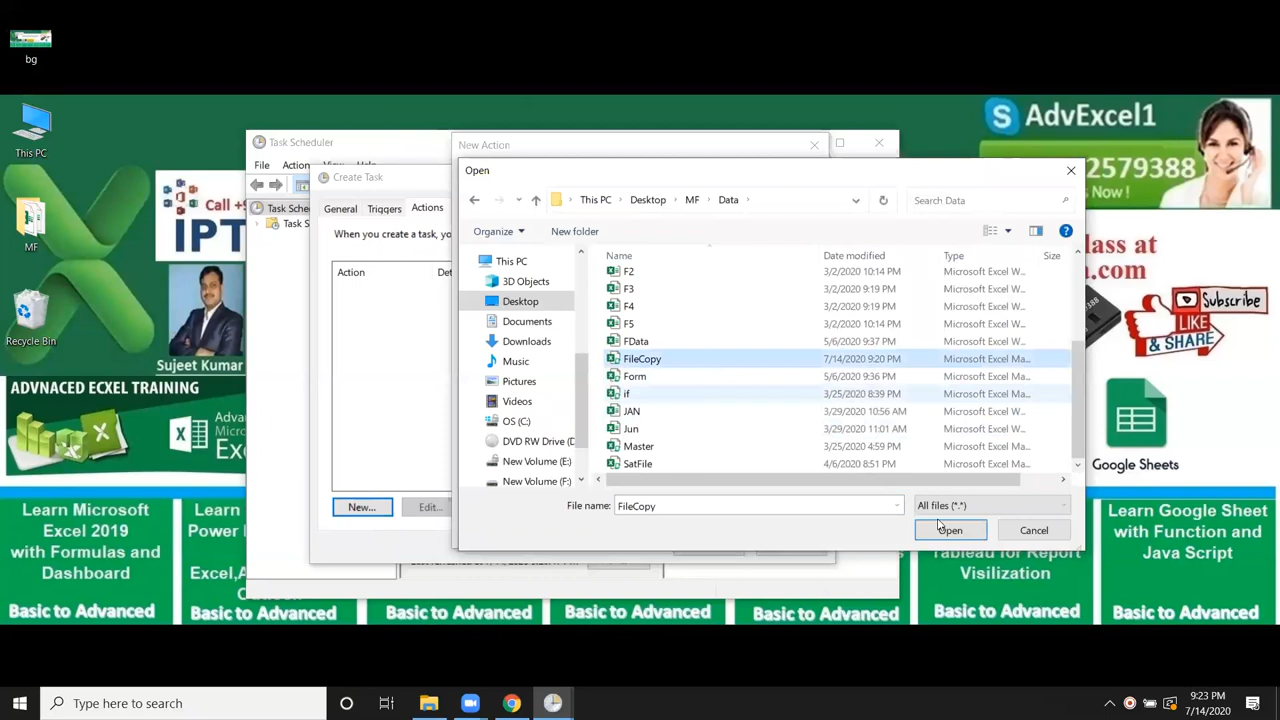 bg
This PC
MF
Recycle Bin
Call +9
IPT
Sujeet Kumar
ADVNACED ECXEL TRAINING
AdvExcel1
2579388
Now !
ss at
a.com
Subscribe
LIKE
& SHARE
Google Sheets
Learn Microsoft
Excel 2019
with Formulas and
Dashboard
Basic to Advanced
Learn
Power
Excel,A
Basic to Advanced
Basic to Advanced
Basic to Advanced
Basic to Advanced
Tableau for Report
Visilization
Basic to Advanced
Learn Google Sheet
with Function and
Java Script
Basic to Advanced
Task Scheduler
File Action View Help
Task Sche
Task S
Create Task
General Triggers Actions
When you create a task, yo
Action Det
New... Edit...
New Action
Open
This PC Desktop MF Data
Search Data
Organize New folder
This PC
3D Objects
Desktop
Documents
Downloads
Music
Pictures
Videos
OS (C:)
DVD RW Drive (D
New Volume (E:)
New Volume (F:)
Name Date modified Type Size
F2 3/2/2020 10:14 PM Microsoft Excel W...
F3 3/2/2020 9:19 PM Microsoft Excel W...
F4 3/2/2020 9:19 PM Microsoft Excel W...
F5 3/2/2020 10:14 PM Microsoft Excel W...
FData 5/6/2020 9:37 PM Microsoft Excel W...
FileCopy 7/14/2020 9:20 PM Microsoft Excel Ma...
Form 5/6/2020 9:36 PM Microsoft Excel Ma...
if 3/25/2020 8:39 PM Microsoft Excel Ma...
JAN 3/29/2020 10:56 AM Microsoft Excel W...
Jun 3/29/2020 11:01 AM Microsoft Excel W...
Master 3/25/2020 4:59 PM Microsoft Excel Ma...
SatFile 4/6/2020 8:51 PM Microsoft Excel Ma...
File name: FileCopy All files (*.*)
Open Cancel
Type here to search
9:23 PM
7/14/2020